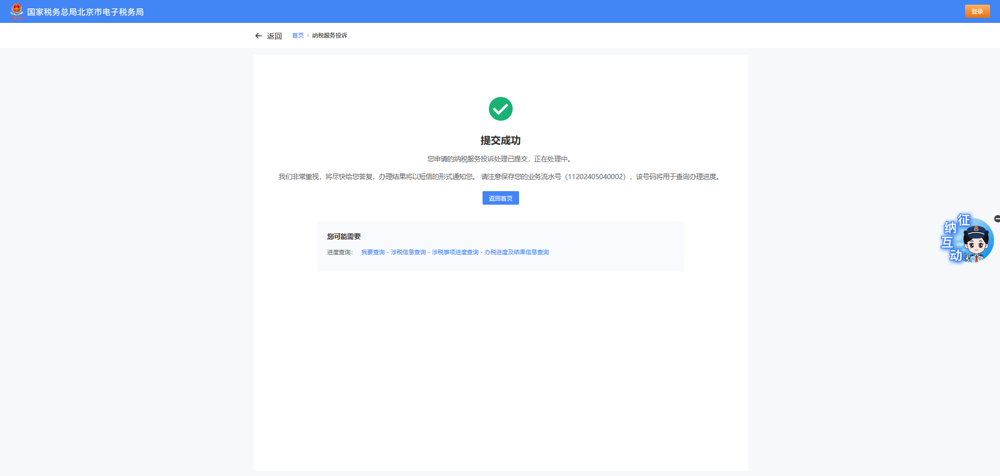 国家税务总局北京市电子税务局
登录
返回 首页 > 纳税服务投诉
提交成功
您申请的纳税服务投诉处理已提交，正在处理中。
我们非常重视，将尽快给您答复，办理结果将以短信的形式通知您。 请注意保存您的业务流水号（11202405040002），该号码将用于查询办理进度。
返回首页
征纳互动
您可能需要
进度查询： 我要查询 - 涉税信息查询 - 涉税事项进度查询 - 办税进度及结果信息查询